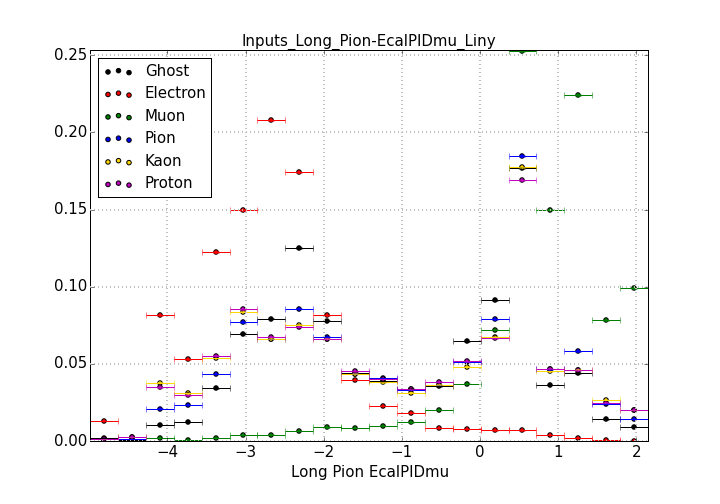 Inputs_Long_Pion-EcalPIDmu_Liny
0.25
0.20
0.15
0.10
0.05
0.00
Ghost
Electron
Muon
Pion
Kaon
Proton
−4 −3 −2 −1 0 1 2
Long Pion EcalPIDmu